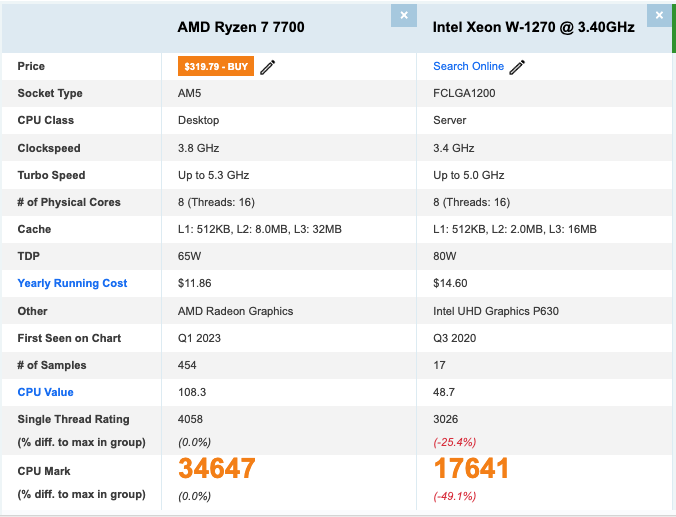 AMD Ryzen 7 7700 × Intel Xeon W-1270 @ 3.40GHz ×
Price $319.79 - BUY Search Online
Socket Type AM5 FCLGA1200
CPU Class Desktop Server
Clockspeed 3.8 GHz 3.4 GHz
Turbo Speed Up to 5.3 GHz Up to 5.0 GHz
# of Physical Cores 8 (Threads: 16) 8 (Threads: 16)
Cache L1: 512KB, L2: 8.0MB, L3: 32MB L1: 512KB, L2: 2.0MB, L3: 16MB
TDP 65W 80W
Yearly Running Cost $11.86 $14.60
Other AMD Radeon Graphics Intel UHD Graphics P630
First Seen on Chart Q1 2023 Q3 2020
# of Samples 454 17
CPU Value 108.3 48.7
Single Thread Rating 4058 3026
(% diff. to max in group) (0.0%) (-25.4%)
CPU Mark 34647 17641
(% diff. to max in group) (0.0%) (-49.1%)